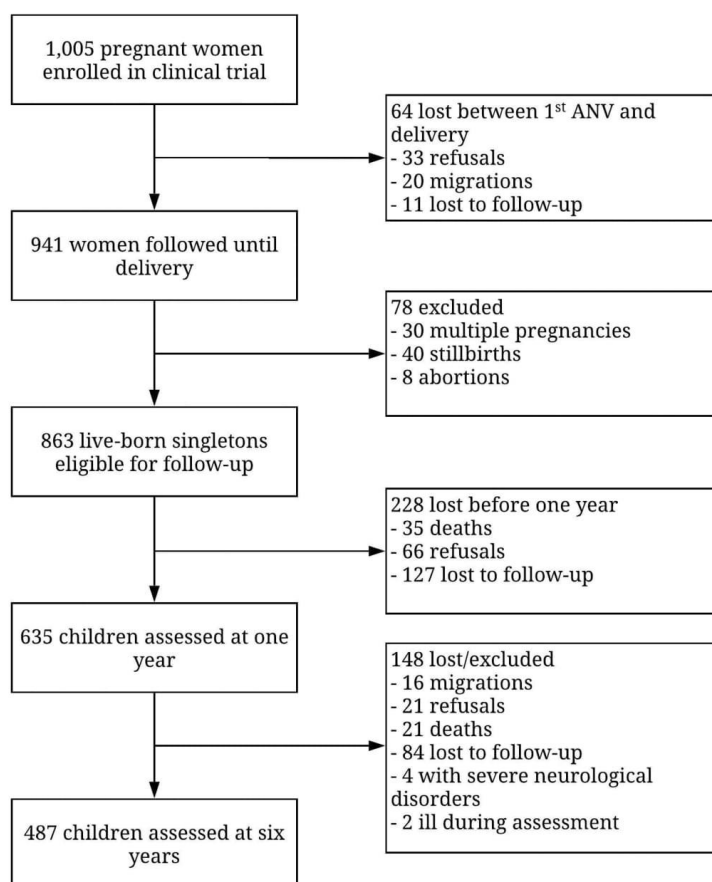 1,005 pregnant women
enrolled in clinical trial
64 lost between 1st ANV and
delivery
- 33 refusals
- 20 migrations
- 11 lost to follow-up
941 women followed until
delivery
78 excluded
- 30 multiple pregnancies
- 40 stillbirths
- 8 abortions
863 live-born singletons
eligible for follow-up
228 lost before one year
- 35 deaths
- 66 refusals
- 127 lost to follow-up
635 children assessed at one
year
148 lost/excluded
- 16 migrations
- 21 refusals
- 21 deaths
- 84 lost to follow-up
- 4 with severe neurological
disorders
- 2 ill during assessment
487 children assessed at six
years